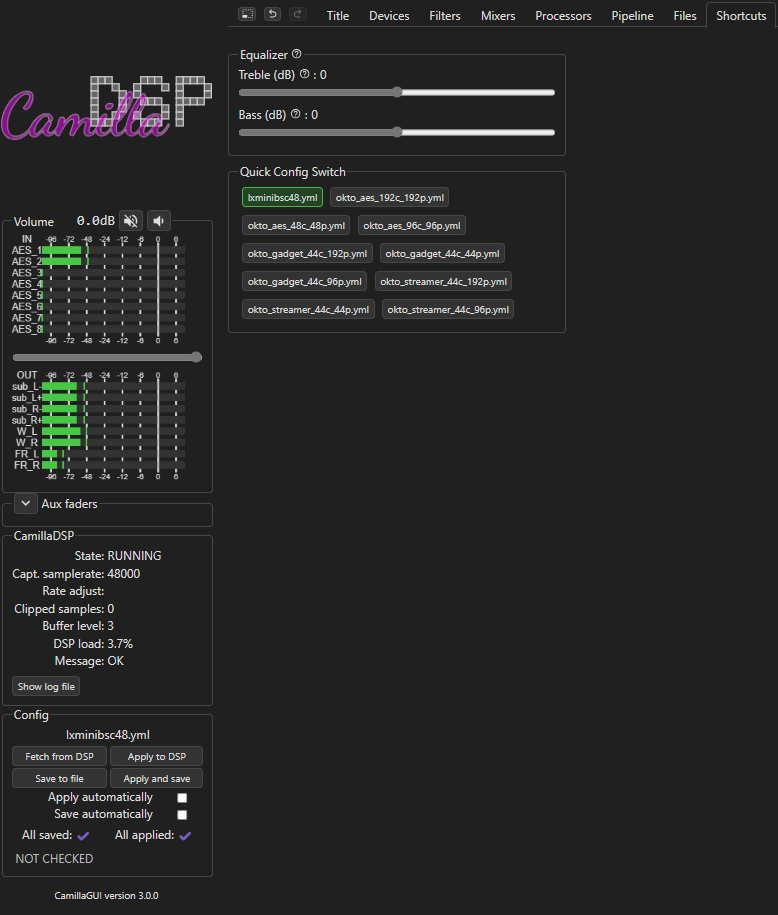 Title Devices Filters Mixers Processors Pipeline Files Shortcuts
CamillaDSP
Equalizer
Treble (dB) : 0
Bass (dB) : 0
Quick Config Switch
lxminibsc48.yml okto_aes_192c_192p.yml
okto_aes_48c_48p.yml okto_aes_96c_96p.yml
okto_gadget_44c_192p.yml okto_gadget_44c_44p.yml
okto_gadget_44c_96p.yml okto_streamer_44c_192p.yml
okto_streamer_44c_44p.yml okto_streamer_44c_96p.yml
Volume 0.0dB
IN -96 -72 -48 -24 -12 -6 0 6
AES_1
AES_2
AES_3
AES_4
AES_5
AES_6
AES_7
AES_8
-96 -72 -48 -24 -12 -6 0 6
OUT -96 -72 -48 -24 -12 -6 0 6
sub_L-
sub_L+
sub_R-
sub_R+
W_L
W_R
FR_L
FR_R
-96 -72 -48 -24 -12 -6 0 6
Aux faders
CamillaDSP
State: RUNNING
Capt. samplerate: 48000
Rate adjust:
Clipped samples: 0
Buffer level: 3
DSP load: 3.7%
Message: OK
Show log file
Config
lxminibsc48.yml
Fetch from DSP Apply to DSP
Save to file Apply and save
Apply automatically
Save automatically
All saved: All applied:
NOT CHECKED
CamillaGUI version 3.0.0